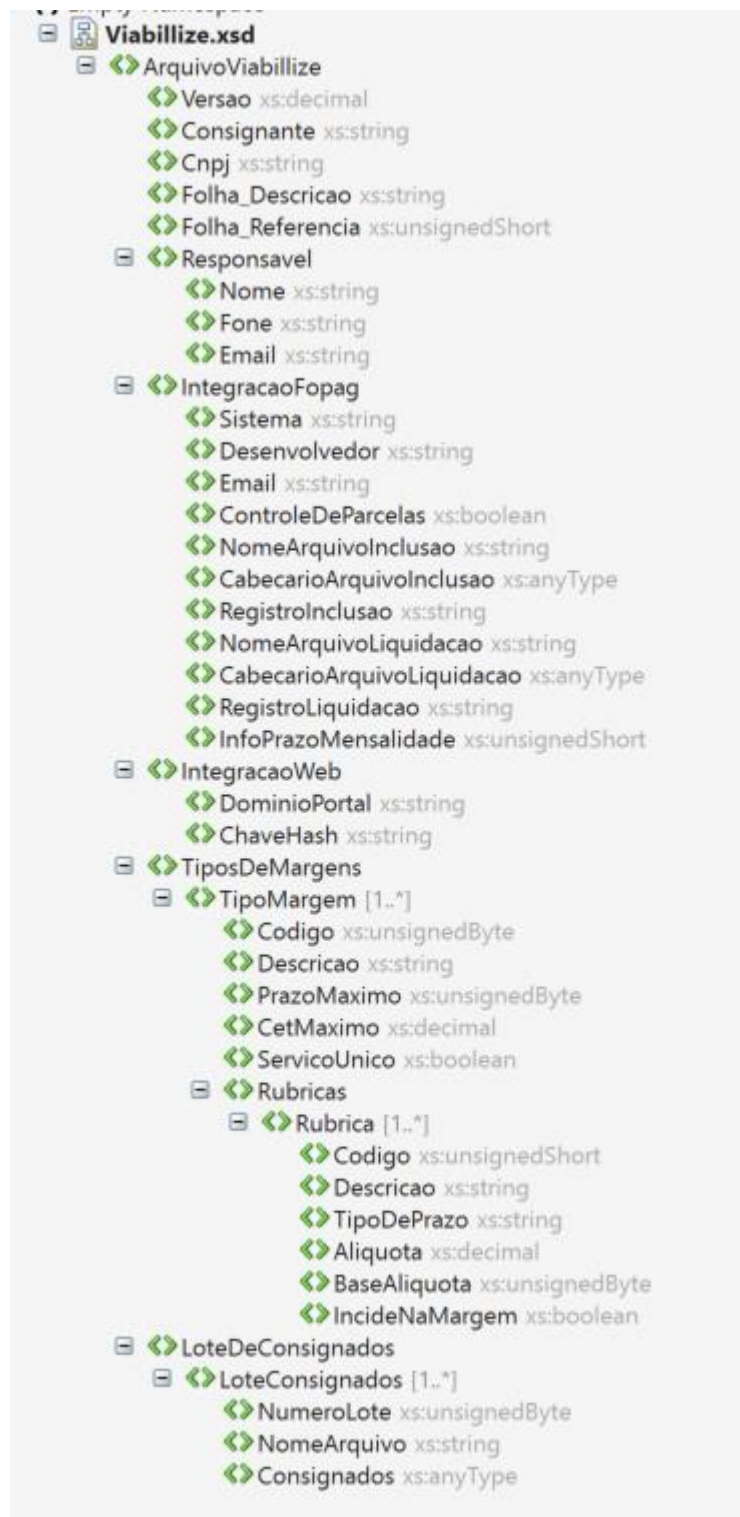 Viabillize.xsd
ArquivoViabillize
Versao xs:decimal
Consignante xs:string
Cnpj xs:string
Folha_Descricao xs:string
Folha_Referencia xs:unsignedShort
Responsavel
Nome xs:string
Fone xs:string
Email xs:string
IntegracaoFopag
Sistema xs:string
Desenvolvedor xs:string
Email xs:string
ControleDeParcelas xs:boolean
NomeArquivoInclusao xs:string
CabecarioArquivoInclusao xs:anyType
RegistroInclusao xs:string
NomeArquivoLiquidacao xs:string
CabecarioArquivoLiquidacao xs:anyType
RegistroLiquidacao xs:string
InfoPrazoMensalidade xs:unsignedShort
IntegracaoWeb
DominioPortal xs:string
ChaveHash xs:string
TiposDeMargens
TipoMargem [1..*]
Codigo xs:unsignedByte
Descricao xs:string
PrazoMaximo xs:unsignedByte
CetMaximo xs:decimal
ServicoUnico xs:boolean
Rubricas
Rubrica [1..*]
Codigo xs:unsignedShort
Descricao xs:string
TipoDePrazo xs:string
Aliquota xs:decimal
BaseAliquota xs:unsignedByte
IncideNaMargem xs:boolean
LoteDeConsignados
LoteConsignados [1..*]
NumeroLote xs:unsignedByte
NomeArquivo xs:string
Consignados xs:anyType